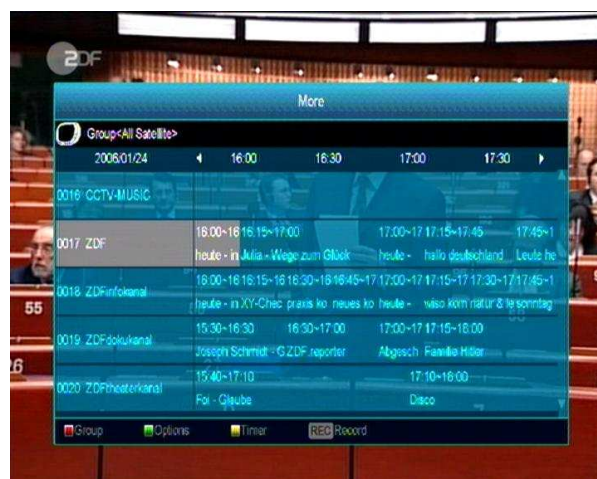 ZDF
More
Group<All Satellite>
2006/01/24 16:00 16:30 17:00 17:30
0016 CCTV-MUSIC
0017 ZDF
16:00~16 16:15~17:00 17:00~17 17:15~17:45 17:45~1
heute - in Julia - Wege zum Glück heute - hallo deutschland Leute he
0018 ZDFinfokanal
16:00~16 16:15~16 16:30~16 16:45~17 17:00~17 17:15~17 17:30~17 17:45~1
heute - in XY-Chec praxis ko neues ko heute - wiso kom natur & le sonntag
0019 ZDFdokukanal
15:30~16:30 16:30~17:00 17:00~17 17:15~18:00
Joseph Schmidt - G ZDF.reporter Abgesch Familie Hitler
0020 ZDFtheaterkanal
15:40~17:10 17:10~18:00
Foi - Glaube Disco
Group Options Timer REC Record
55